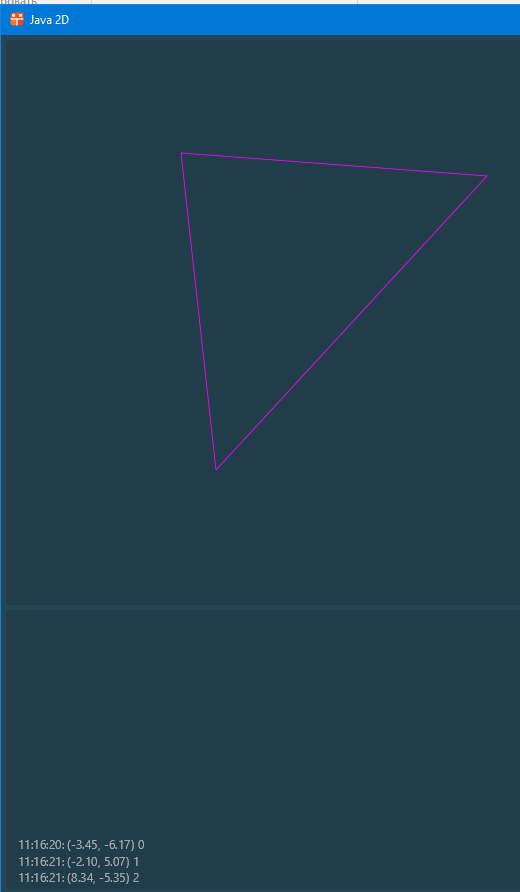 Java 2D
11:16:20: (-3.45, -6.17) 0
11:16:21: (-2.10, 5.07) 1
11:16:21: (8.34, -5.35) 2